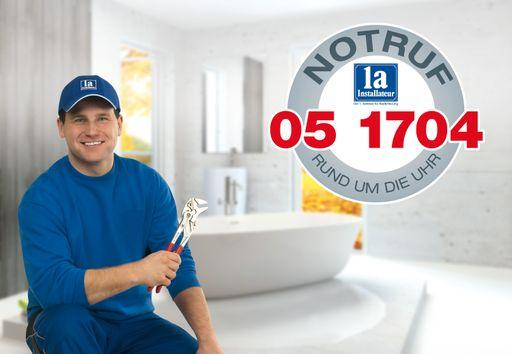 1a
NOTRUF
1a
Installateur
05 1704
RUND UM DIE UHR